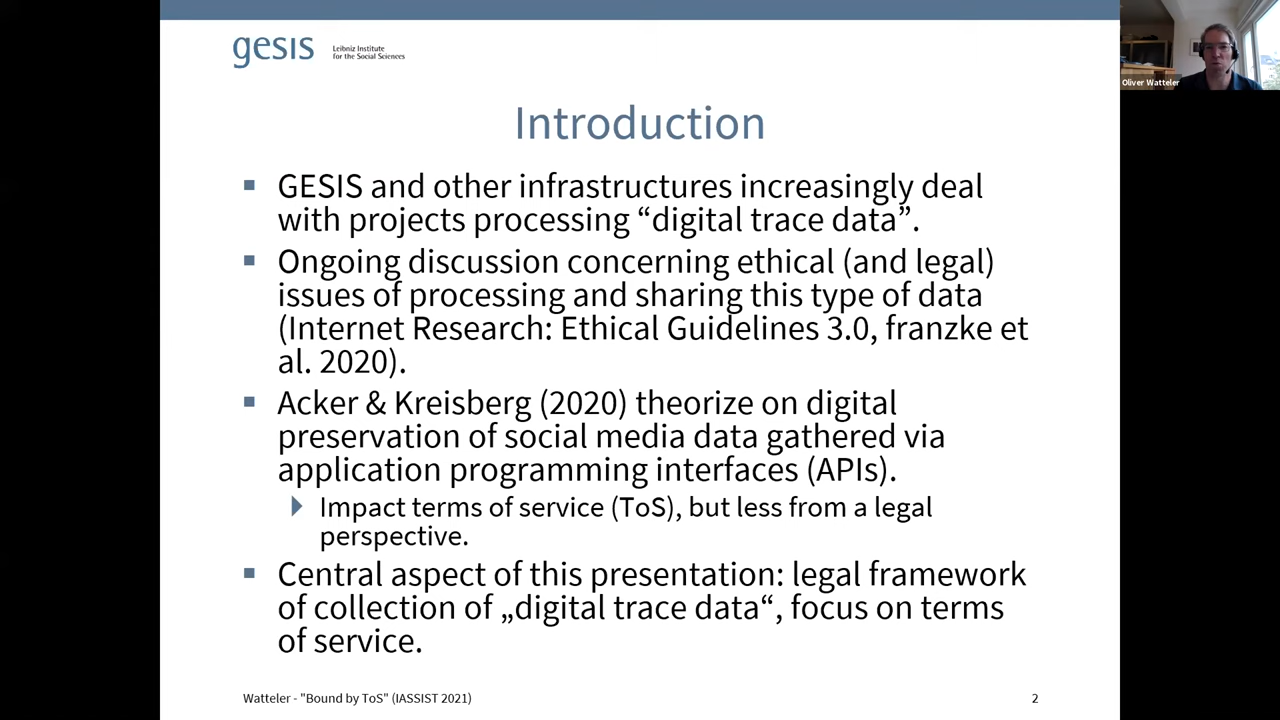 gesis
Leibniz Institute
for the Social Sciences
Oliver Watteler
Introduction
GESIS and other infrastructures increasingly deal
with projects processing “digital trace data”.
Ongoing discussion concerning ethical (and legal)
issues of processing and sharing this type of data
(Internet Research: Ethical Guidelines 3.0, franzke et
al. 2020).
Acker & Kreisberg (2020) theorize on digital
preservation of social media data gathered via
application programming interfaces (APIs).
Impact terms of service (ToS), but less from a legal
perspective.
Central aspect of this presentation: legal framework
of collection of „digital trace data“, focus on terms
of service.
Watteler - "Bound by ToS" (IASSIST 2021)
2